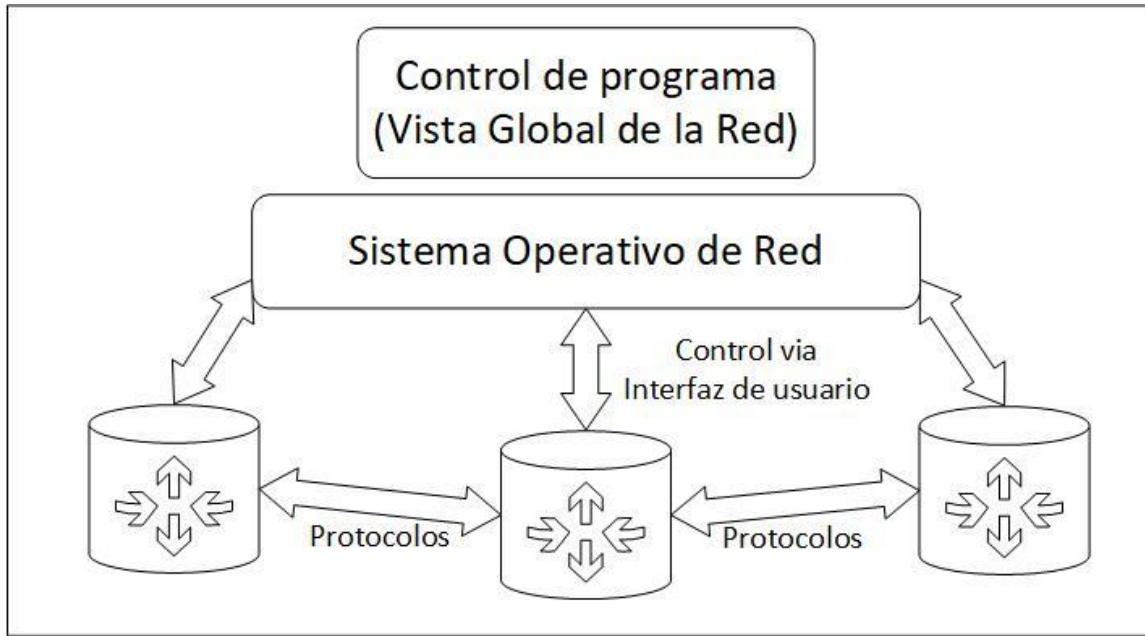 Control de programa
(Vista Global de la Red)
Sistema Operativo de Red
Control via
Interfaz de usuario
Protocolos
Protocolos